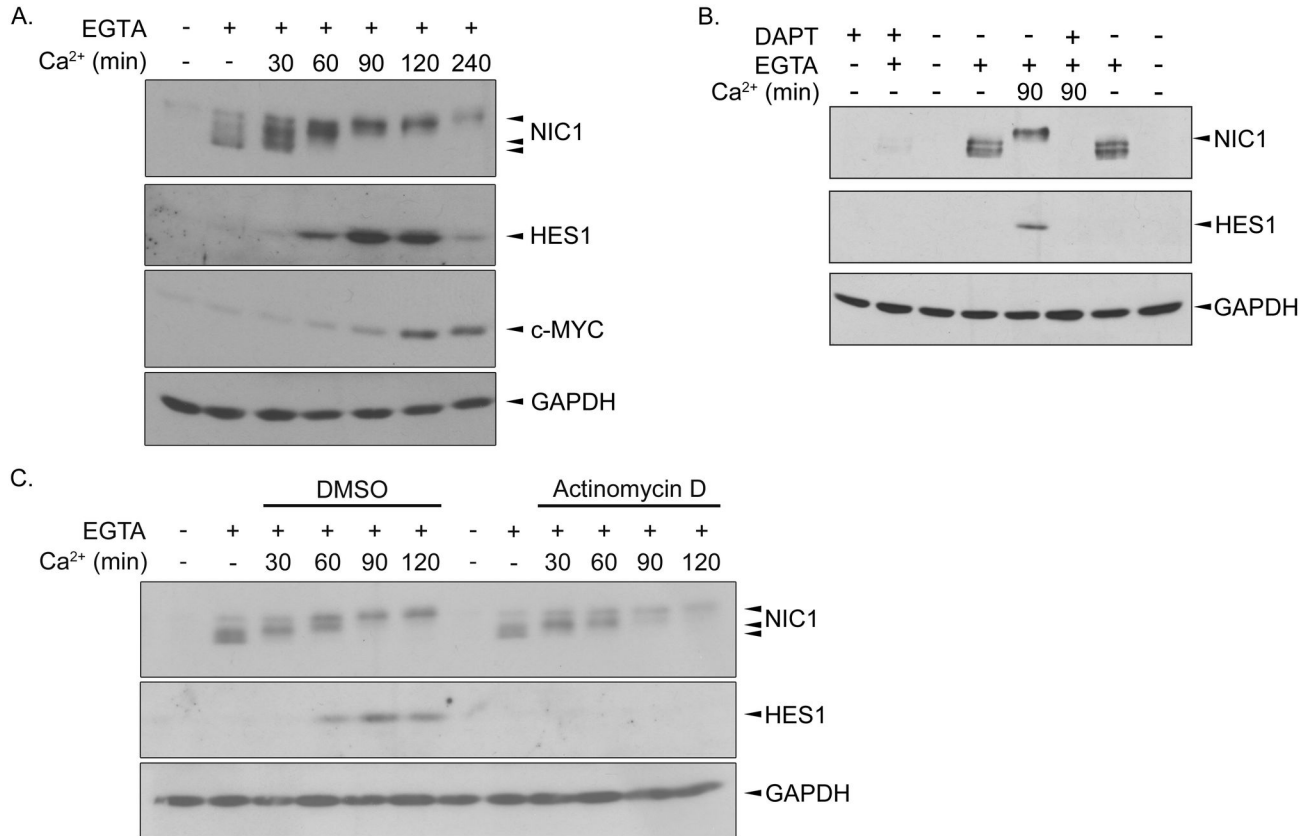 A.
EGTA - + + + + + +
Ca²⁺ (min) - - 30 60 90 120 240
NIC1
HES1
c-MYC
GAPDH
B.
DAPT + + - - - + - -
EGTA - + - + + + + -
Ca²⁺ (min) - - - - 90 90 - -
NIC1
HES1
GAPDH
C.
DMSO Actinomycin D
EGTA - + + + + + - + + + + +
Ca²⁺ (min) - - 30 60 90 120 - - 30 60 90 120
NIC1
HES1
GAPDH